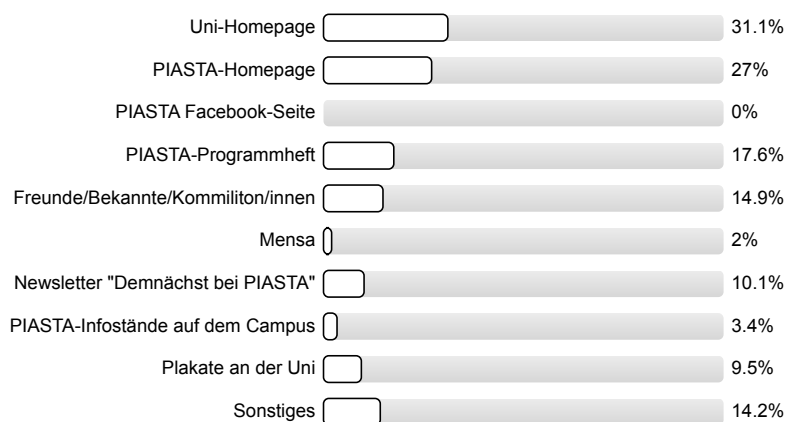 Uni-Homepage 31.1%
PIASTA-Homepage 27%
PIASTA Facebook-Seite 0%
PIASTA-Programmheft 17.6%
Freunde/Bekannte/Kommiliton/innen 14.9%
Mensa 2%
Newsletter "Demnächst bei PIASTA" 10.1%
PIASTA-Infostände auf dem Campus 3.4%
Plakate an der Uni 9.5%
Sonstiges 14.2%